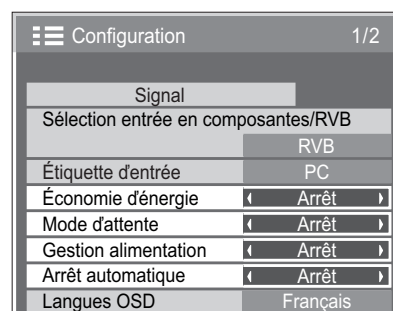 Configuration 1/2
Signal
Sélection entrée en composantes/RVB
RVB
Étiquette d'entrée PC
Économie d'énergie Arrêt
Mode d'attente Arrêt
Gestion alimentation Arrêt
Arrêt automatique Arrêt
Langues OSD Français